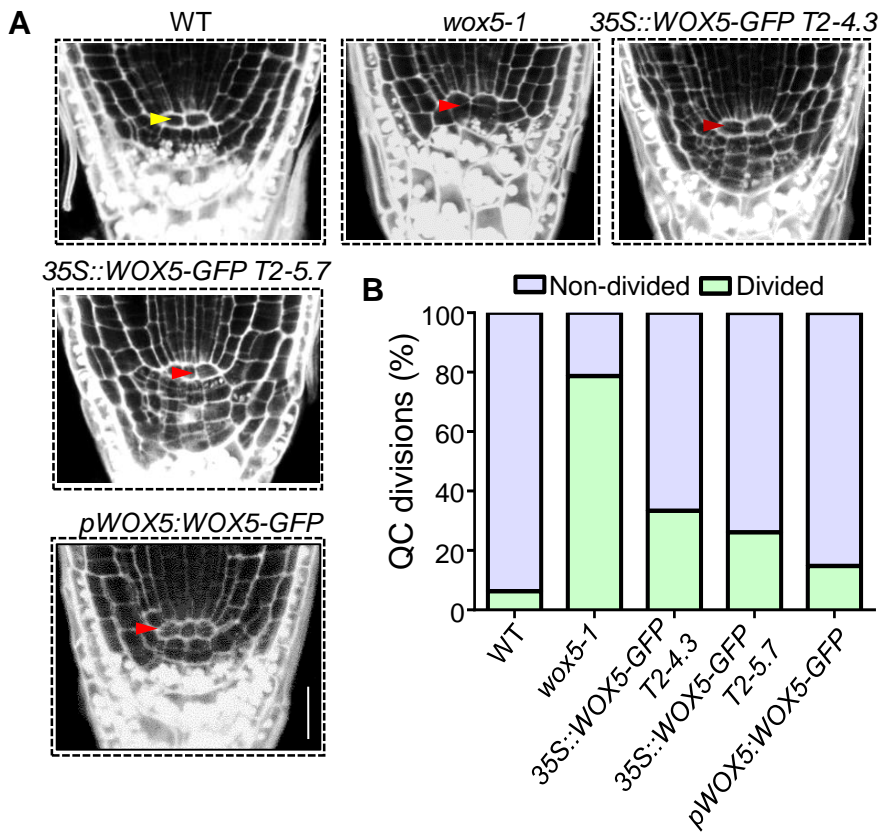 A
WT
wox5-1
35S::WOX5-GFP T2-4.3
35S::WOX5-GFP T2-5.7
pWOX5:WOX5-GFP
B
Non-divided
Divided
QC divisions (%)
100
80
60
40
20
0
WT
wox5-1
35S::WOX5-GFP
T2-4.3
35S::WOX5-GFP
T2-5.7
pWOX5:WOX5-GFP